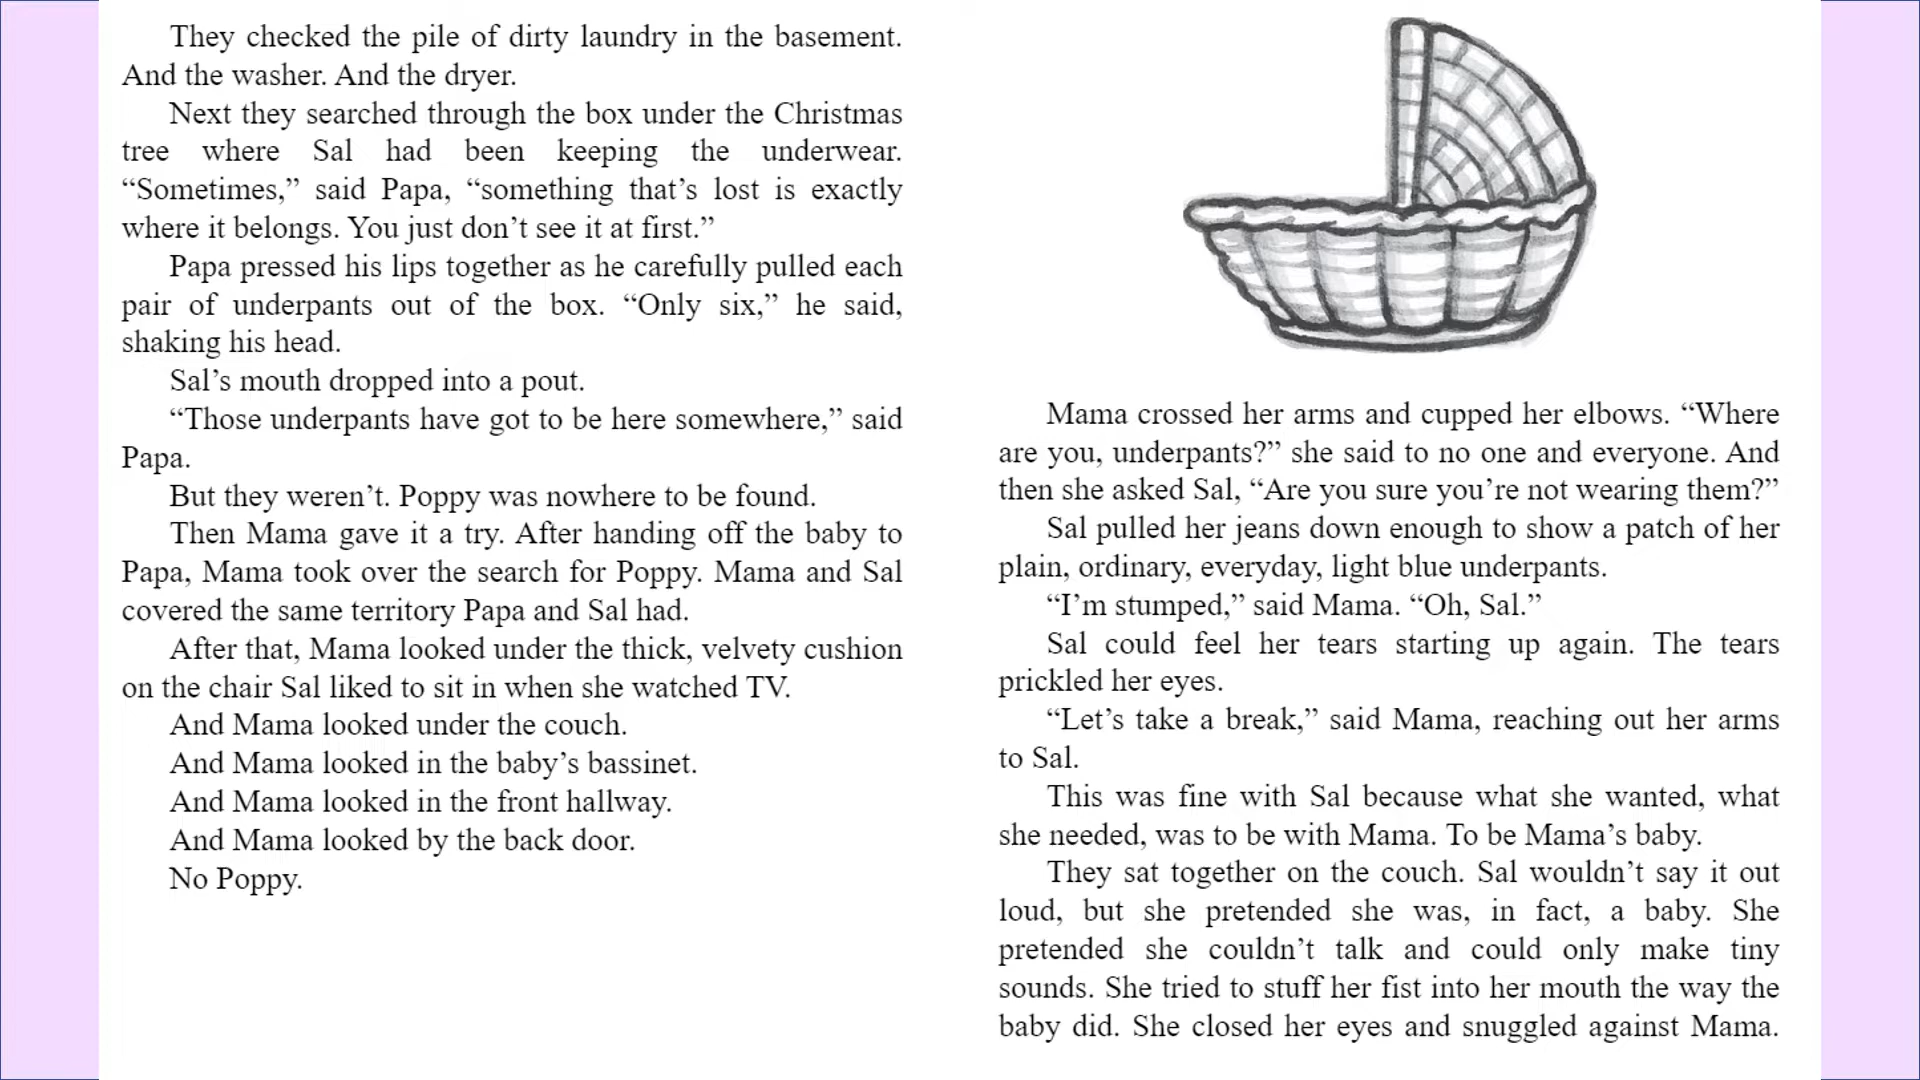 They checked the pile of dirty laundry in the basement.
And the washer. And the dryer.
Next they searched through the box under the Christmas
tree where Sal had been keeping the underwear.
“Sometimes,” said Papa, “something that’s lost is exactly
where it belongs. You just don’t see it at first.”
Papa pressed his lips together as he carefully pulled each
pair of underpants out of the box. “Only six,” he said,
shaking his head.
Sal’s mouth dropped into a pout.
“Those underpants have got to be here somewhere,” said
Papa.
But they weren’t. Poppy was nowhere to be found.
Then Mama gave it a try. After handing off the baby to
Papa, Mama took over the search for Poppy. Mama and Sal
covered the same territory Papa and Sal had.
After that, Mama looked under the thick, velvety cushion
on the chair Sal liked to sit in when she watched TV.
And Mama looked under the couch.
And Mama looked in the baby’s bassinet.
And Mama looked in the front hallway.
And Mama looked by the back door.
No Poppy.
Mama crossed her arms and cupped her elbows. “Where
are you, underpants?” she said to no one and everyone. And
then she asked Sal, “Are you sure you’re not wearing them?”
Sal pulled her jeans down enough to show a patch of her
plain, ordinary, everyday, light blue underpants.
“I’m stumped,” said Mama. “Oh, Sal.”
Sal could feel her tears starting up again. The tears
prickled her eyes.
“Let’s take a break,” said Mama, reaching out her arms
to Sal.
This was fine with Sal because what she wanted, what
she needed, was to be with Mama. To be Mama’s baby.
They sat together on the couch. Sal wouldn’t say it out
loud, but she pretended she was, in fact, a baby. She
pretended she couldn’t talk and could only make tiny
sounds. She tried to stuff her fist into her mouth the way the
baby did. She closed her eyes and snuggled against Mama.